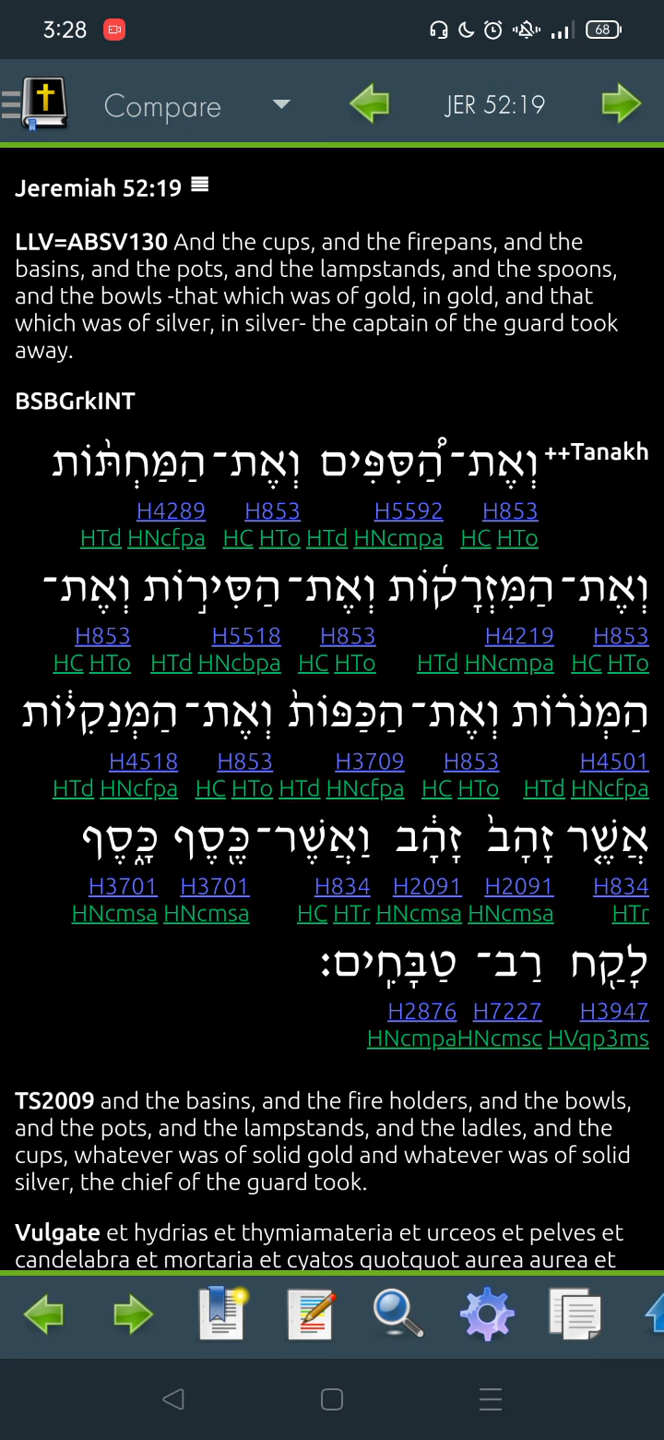 3:28
68
Compare
JER 52:19
Jeremiah 52:19
LLV=ABSV130 And the cups, and the firepans, and the
basins, and the pots, and the lampstands, and the spoons,
and the bowls -that which was of gold, in gold, and that
which was of silver, in silver- the captain of the guard took
away.
BSBGrkINT
++Tanakh וְאֶת־הַ֠סִּפִּים וְאֶת־הַמַּחְתּ֨וֹת
H853 H5592 H853 H4289
HC HTo HTd HNcmpa HC HTo HTd HNcfpa
וְאֶת־הַמִּזְרָק֜וֹת וְאֶת־הַסִּיר֣וֹת וְאֶת־
H853 H4219 H853 H5518 H853
HC HTo HTd HNcmpa HC HTo HTd HNcbpa HC HTo
הַמְּנֹר֗וֹת וְאֶת־הַכַּפּוֹת֙ וְאֶת־הַמְּנַקִיּ֔וֹת
H4501 H853 H3709 H853 H4518
HTd HNcfpa HC HTo HTd HNcfpa HC HTo HTd HNcfpa
אֲשֶׁ֤ר זָהָב֙ זָהָ֔ב וַאֲשֶׁר־כֶּ֖סֶף כָּ֑סֶף
H834 H2091 H2091 H834 H3701 H3701
HTr HNcmsa HNcmsa HC HTr HNcmsa HNcmsa
לָקַ֖ח רַב־ טַבָּחִֽים׃
H3947 H7227 H2876
HVqp3ms HNcmsc HNcmpa
TS2009 and the basins, and the fire holders, and the bowls,
and the pots, and the lampstands, and the ladles, and the
cups, whatever was of solid gold and whatever was of solid
silver, the chief of the guard took.
Vulgate et hydrias et thymiamateria et urceos et pelves et
candelabra et mortaria et cyatos quotquot aurea aurea et